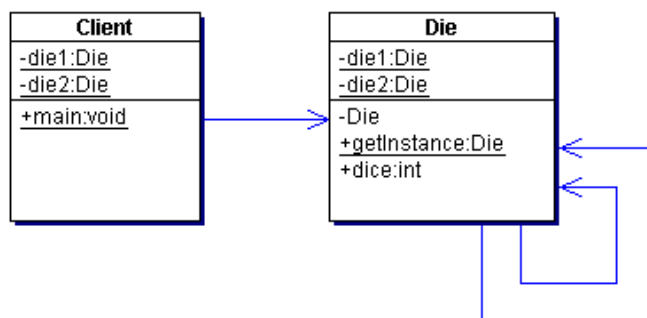 Client
-die1:Die
-die2:Die
+main:void
Die
-die1:Die
-die2:Die
-Die
+getInstance:Die
+dice:int